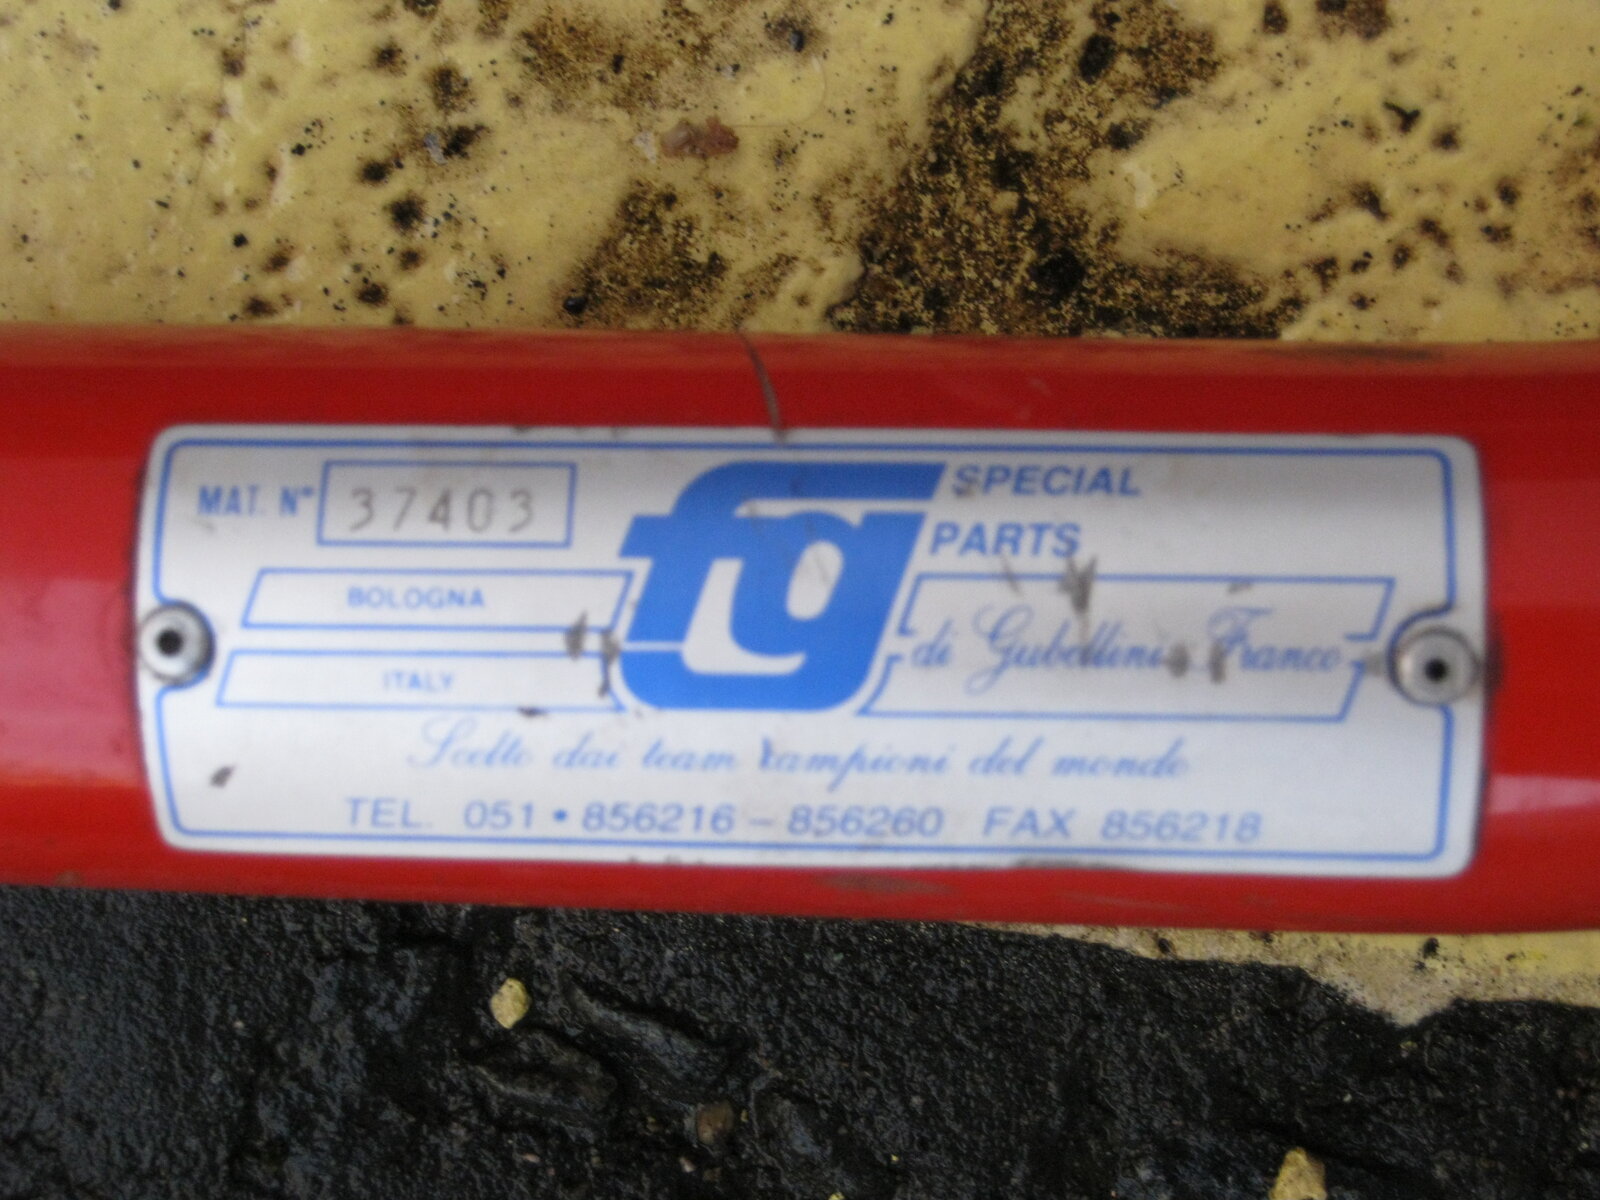 MAT. N° 37403
fg SPECIAL PARTS
BOLOGNA
ITALY
di Gubellini Franco
Scelto dai team campioni del mondo
TEL. 051 • 856216 – 856260 FAX 856218